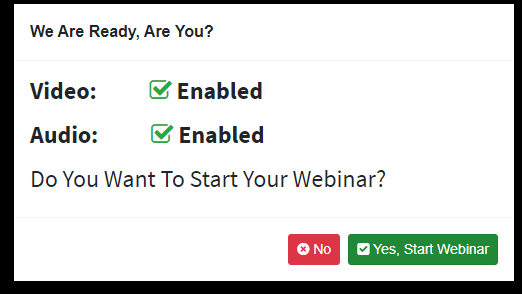 We Are Ready, Are You?
Video: Enabled
Audio: Enabled
Do You Want To Start Your Webinar?
No Yes, Start Webinar